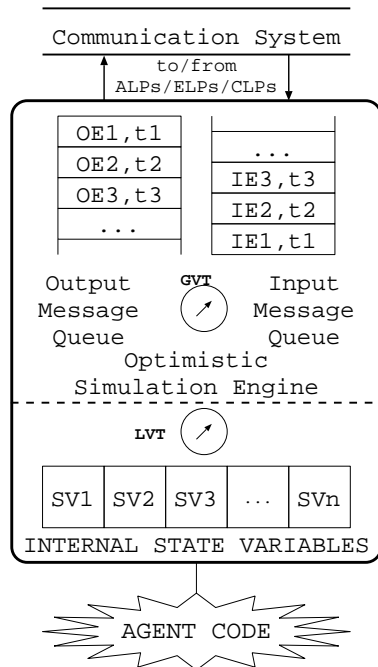 Communication System
to/from
ALPs/ELPs/CLPs
OE1,t1
OE2,t2
OE3,t3
...
...
IE3,t3
IE2,t2
IE1,t1
Output
Message
Queue
GVT
Input
Message
Queue
Optimistic
Simulation Engine
LVT
SV1 SV2 SV3 ... SVn
INTERNAL STATE VARIABLES
AGENT CODE